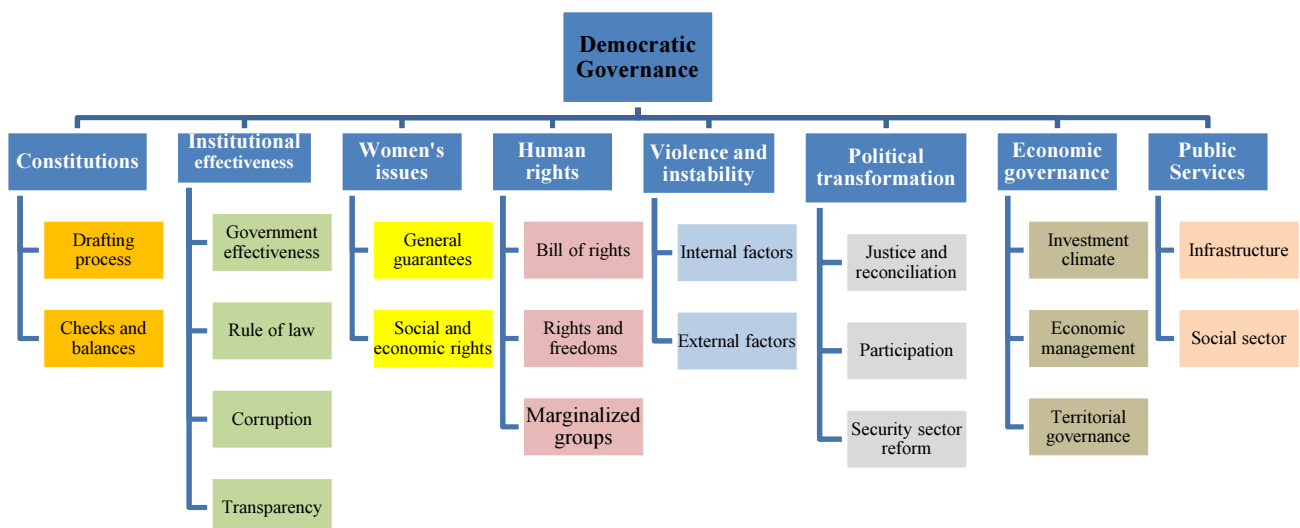 Democratic
Governance
Constitutions
Institutional
effectiveness
Women's
issues
Human
rights
Violence and
instability
Political
transformation
Economic
governance
Public
Services
Drafting
process
Checks and
balances
Government
effectiveness
Rule of law
Corruption
Transparency
General
guarantees
Social and
economic rights
Bill of rights
Rights and
freedoms
Marginalized
groups
Internal factors
External factors
Justice and
reconciliation
Participation
Security sector
reform
Investment
climate
Economic
management
Territorial
governance
Infrastructure
Social sector